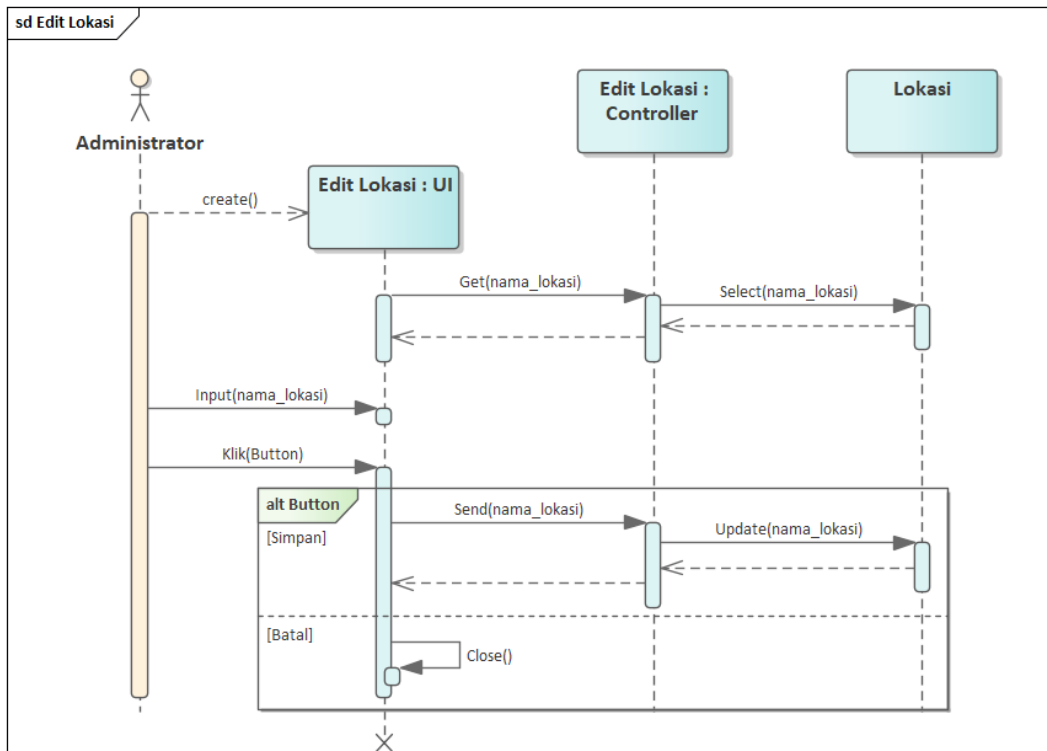 sd Edit Lokasi
Administrator
Edit Lokasi : UI
Edit Lokasi :
Controller
Lokasi
create()
Get(nama_lokasi)
Select(nama_lokasi)
Input(nama_lokasi)
Klik(Button)
alt Button
[Simpan]
Send(nama_lokasi)
Update(nama_lokasi)
[Batal]
Close()